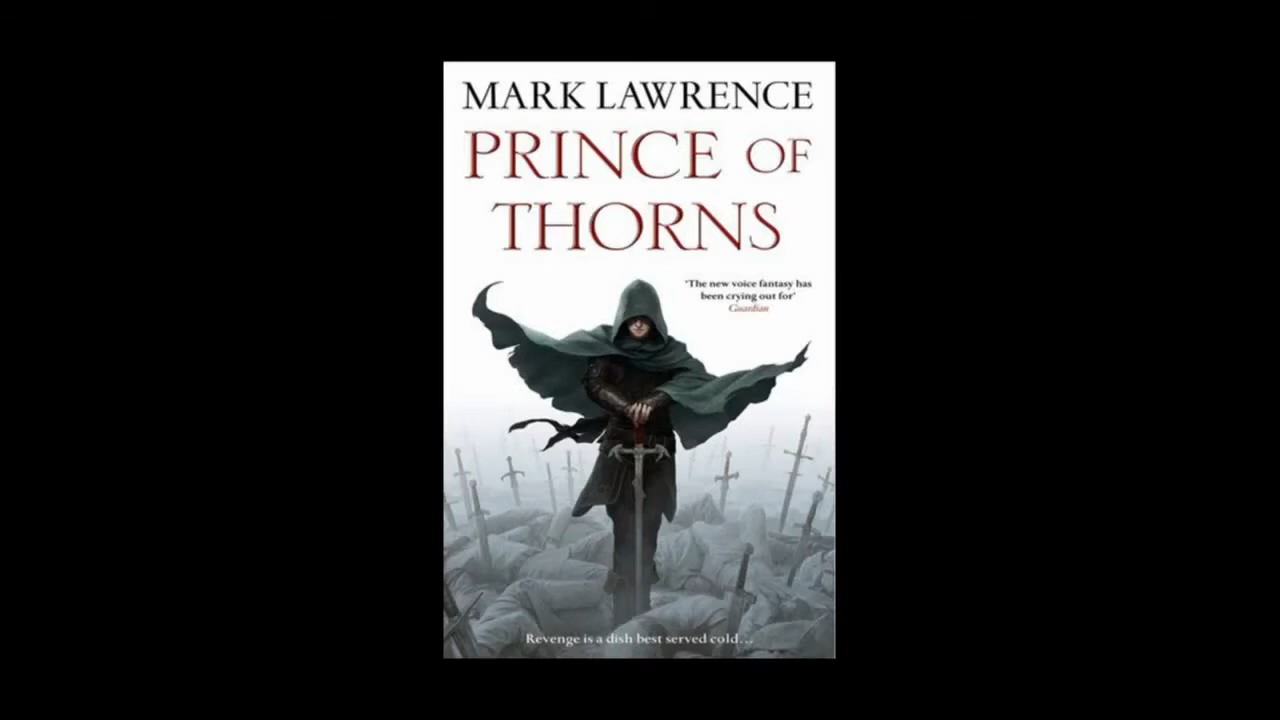 MARK LAWRENCE
PRINCE OF
THORNS
'The new voice fantasy has
been crying out for'
Guardian
Revenge is a dish best served cold...